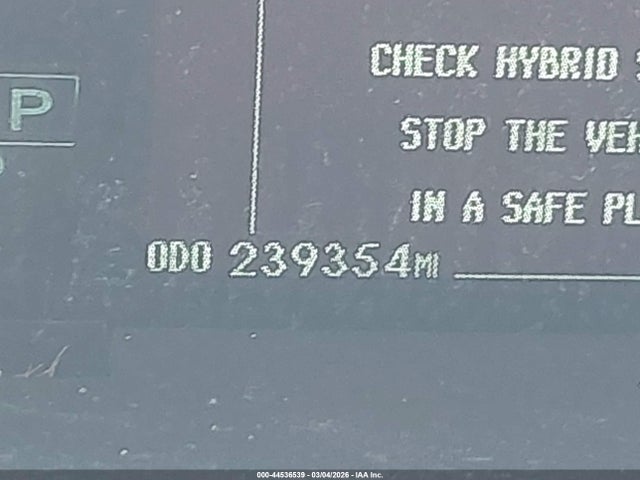 CHECK HYBRID
P
STOP THE VEH
IN A SAFE PL
ODO 239354MI
000-44536539 - 03/04/2026 - IAA Inc.